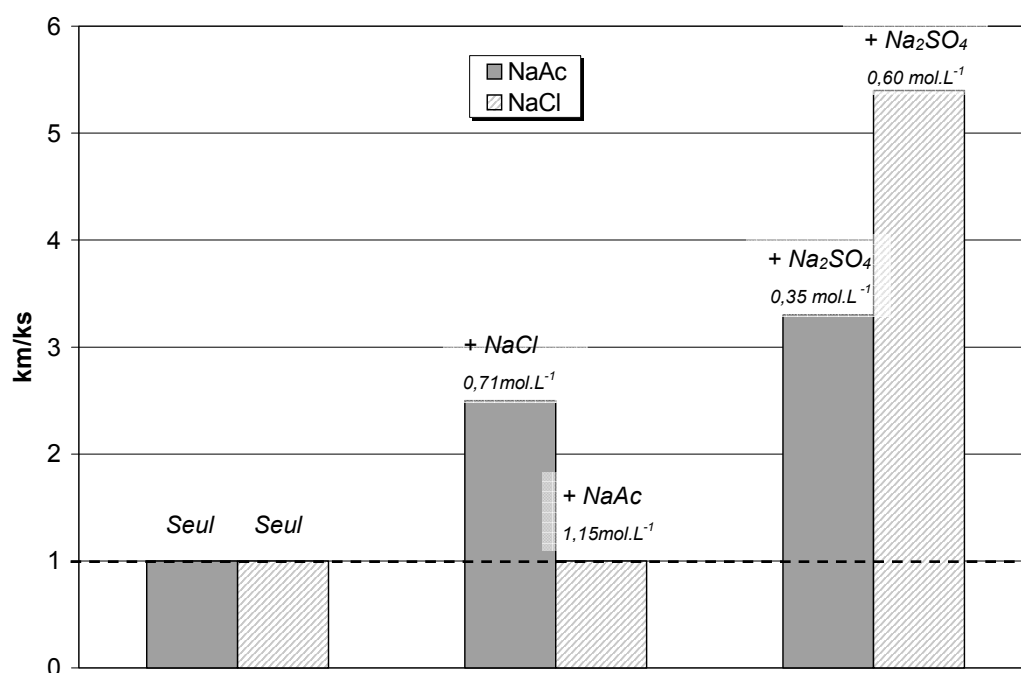 6
+ Na₂SO₄
0,60 mol.L⁻¹
NaAc
NaCl
5
4
+ Na₂SO₄
0,35 mol.L⁻¹
km/ks
3
+ NaCl
0,71mol.L⁻¹
2
+ NaAc
1,15mol.L⁻¹
Seul Seul
1
0